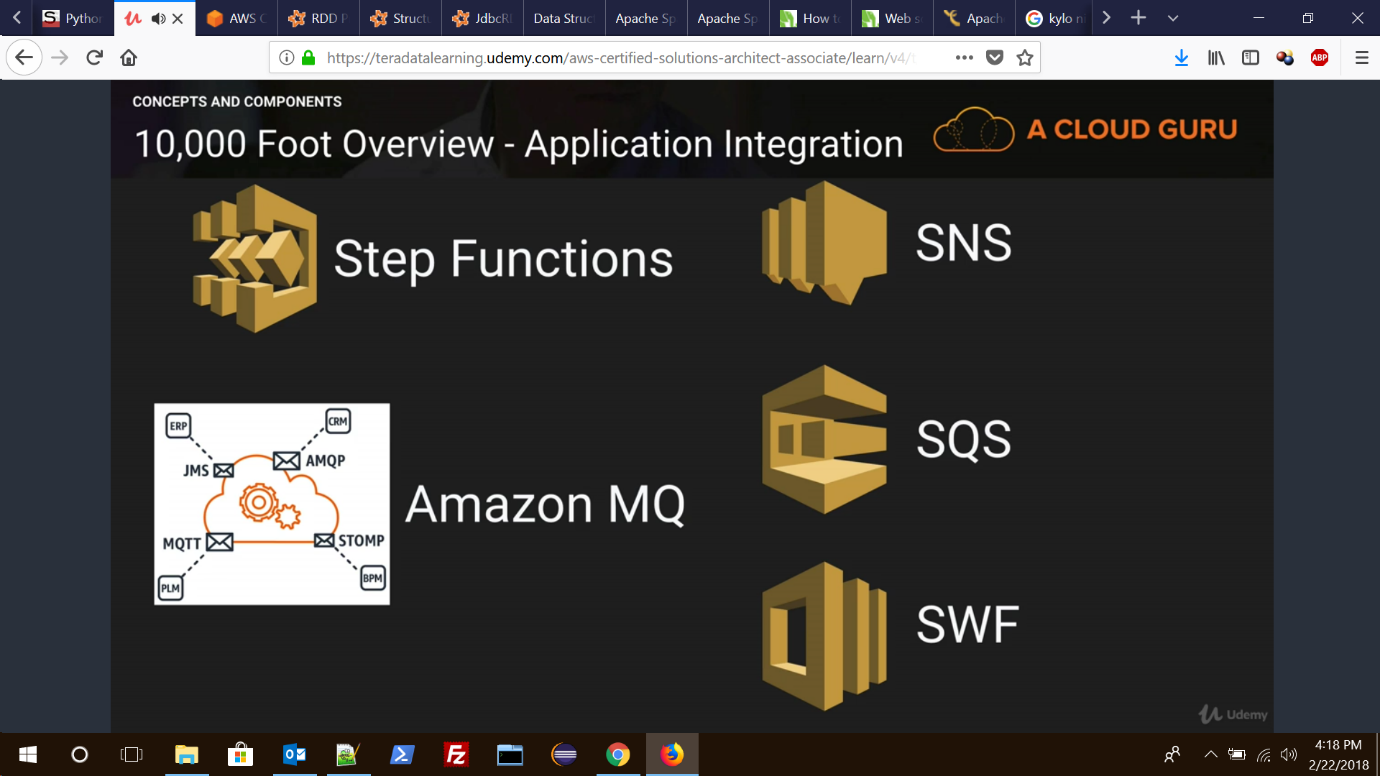 Python
AWS C
RDD P
Struct
JdbcR
Data Struc
Apache Sp
Apache Sp
How to
Web s
Apach
kylo n
https://teradatalearning.udemy.com/aws-certified-solutions-architect-associate/learn/v4/
ABP
CONCEPTS AND COMPONENTS
10,000 Foot Overview - Application Integration
A CLOUD GURU
Step Functions
SNS
ERP
CRM
JMS
AMQP
MQTT
STOMP
PLM
BPM
Amazon MQ
SQS
SWF
Udemy
4:18 PM
2/22/2018